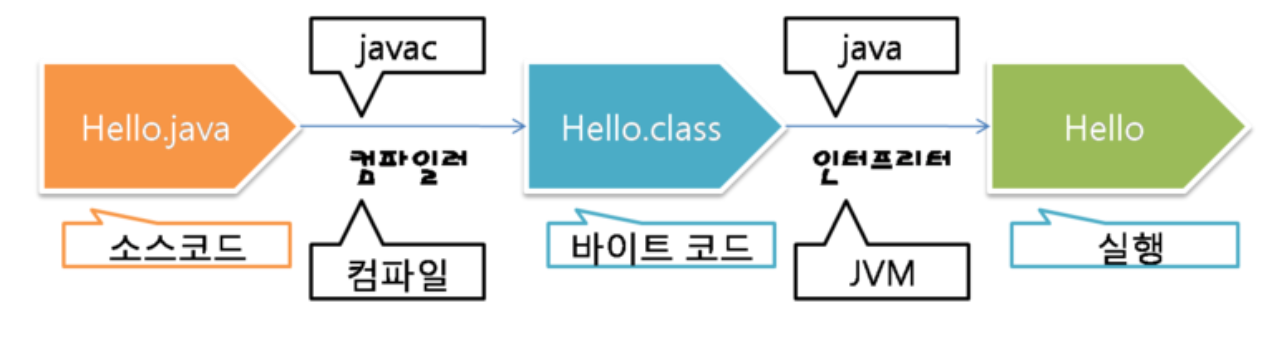 javac
java
Hello.java
Hello.class
Hello
컴파일러
인터프리터
소스코드
컴파일
바이트 코드
JVM
실행